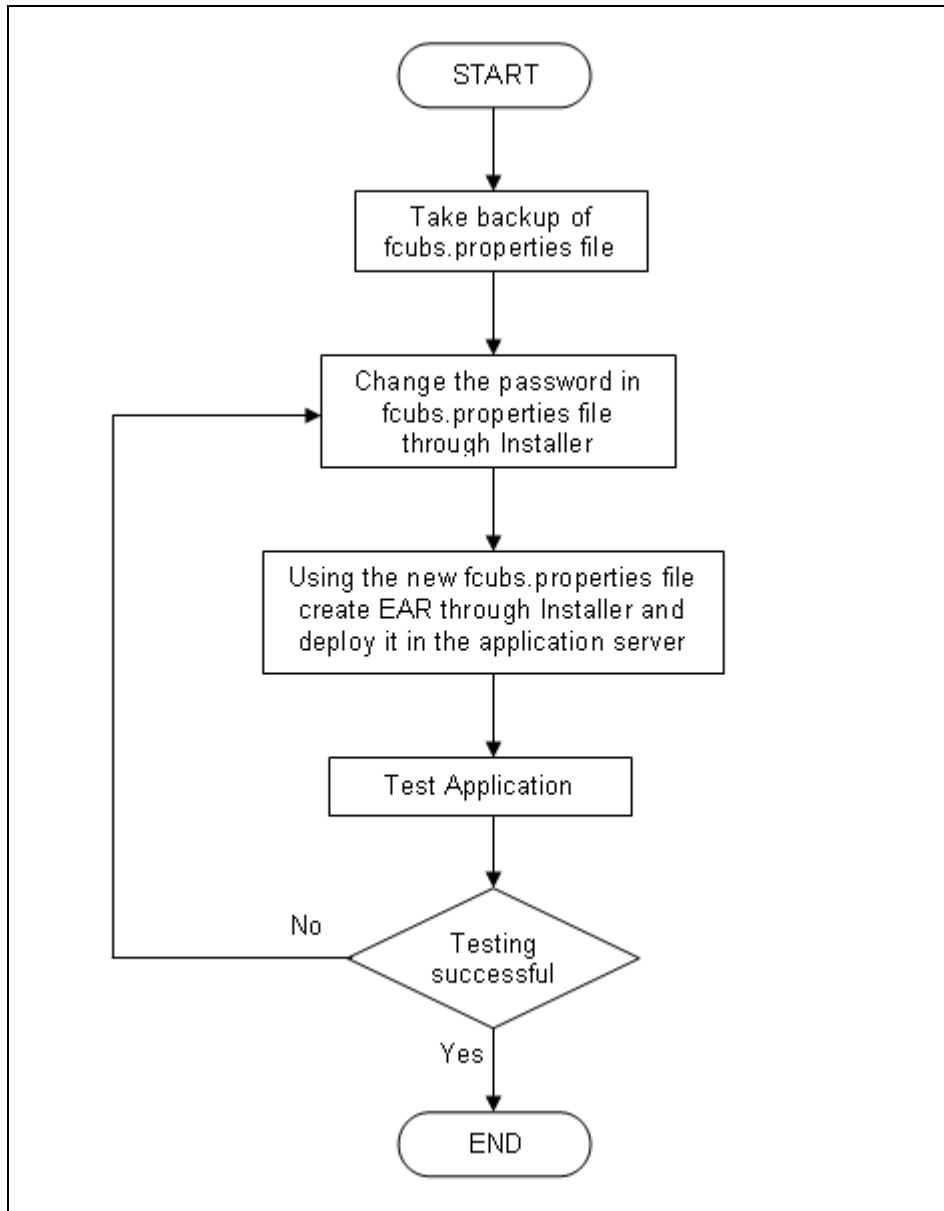 START
Take backup of
fcubs.properties file
Change the password in
fcubs.properties file
through Installer
Using the new fcubs.properties file
create EAR through Installer and
deploy it in the application server
Test Application
No
Testing
successful
Yes
END